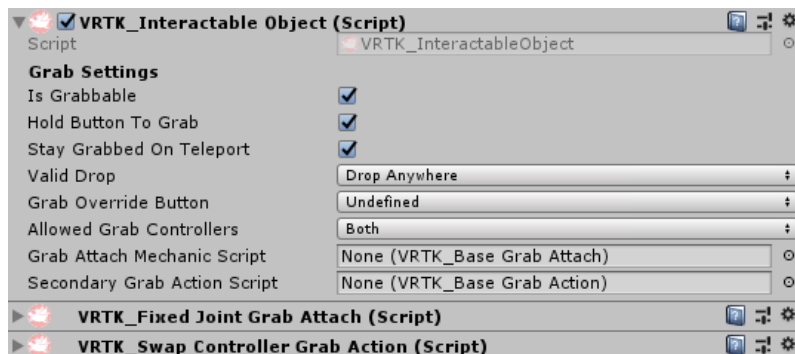 VRTK_Interactable Object (Script)
Script VRTK_InteractableObject
Grab Settings
Is Grabbable
Hold Button To Grab
Stay Grabbed On Teleport
Valid Drop Drop Anywhere
Grab Override Button Undefined
Allowed Grab Controllers Both
Grab Attach Mechanic Script None (VRTK_Base Grab Attach)
Secondary Grab Action Script None (VRTK_Base Grab Action)
VRTK_Fixed Joint Grab Attach (Script)
VRTK_Swap Controller Grab Action (Script)